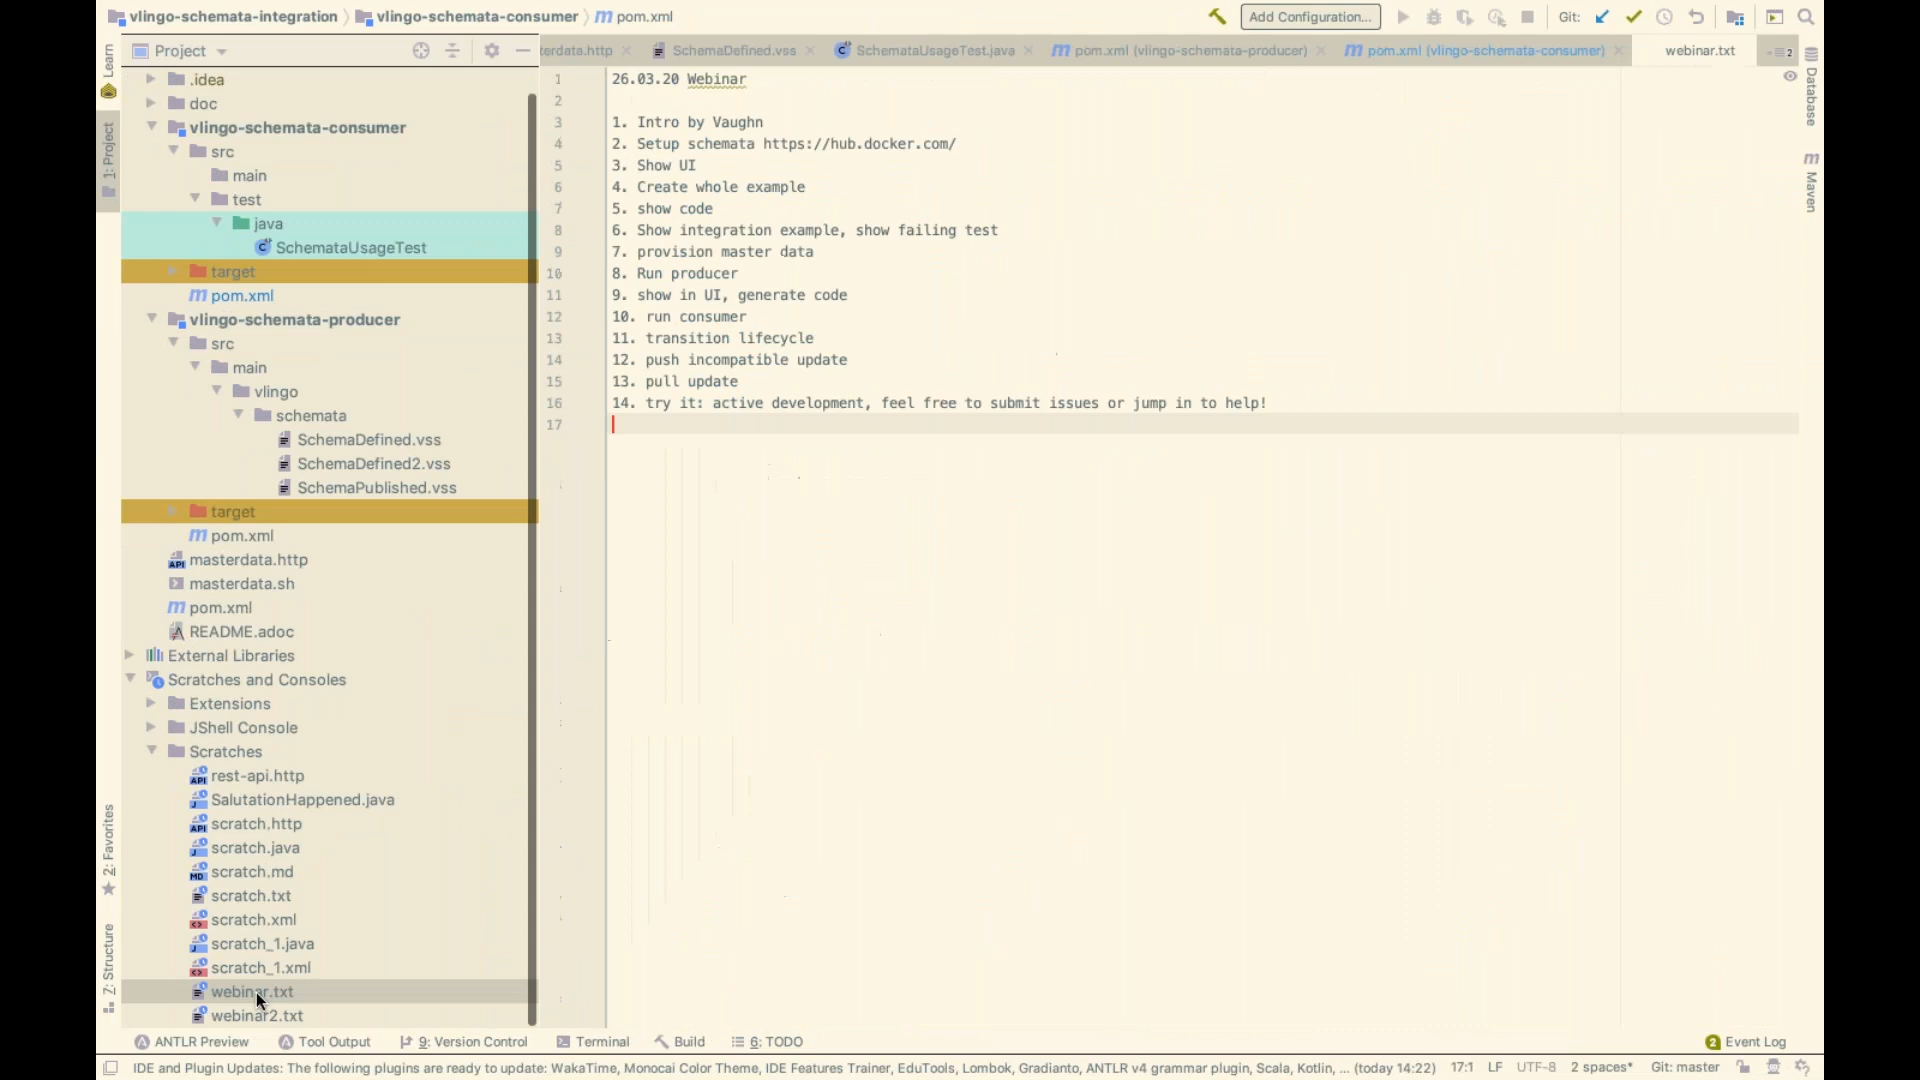 vlingo-schemata-integration vlingo-schemata-consumer pom.xml
Add Configuration...
Git:
Project
terdata.http
SchemaDefined.vss
SchemataUsageTest.java
pom.xml (vlingo-schemata-producer)
pom.xml (vlingo-schemata-consumer)
webinar.txt
2
Learn
1: Project
2: Favorites
Z: Structure
.idea
doc
vlingo-schemata-consumer
src
main
test
java
SchemataUsageTest
target
pom.xml
vlingo-schemata-producer
src
main
vlingo
schemata
SchemaDefined.vss
SchemaDefined2.vss
SchemaPublished.vss
target
pom.xml
masterdata.http
masterdata.sh
pom.xml
README.adoc
External Libraries
Scratches and Consoles
Extensions
JShell Console
Scratches
rest-api.http
SalutationHappened.java
scratch.http
scratch.java
scratch.md
scratch.txt
scratch.xml
scratch_1.java
scratch_1.xml
webinar.txt
webinar2.txt
1 26.03.20 Webinar
2
3 1. Intro by Vaughn
4 2. Setup schemata https://hub.docker.com/
5 3. Show UI
6 4. Create whole example
7 5. show code
8 6. Show integration example, show failing test
9 7. provision master data
10 8. Run producer
11 9. show in UI, generate code
12 10. run consumer
13 11. transition lifecycle
14 12. push incompatible update
15 13. pull update
16 14. try it: active development, feel free to submit issues or jump in to help!
17
Database
Maven
ANTLR Preview
Tool Output
9: Version Control
Terminal
Build
6: TODO
2 Event Log
IDE and Plugin Updates: The following plugins are ready to update: WakaTime, Monocai Color Theme, IDE Features Trainer, EduTools, Lombok, Gradianto, ANTLR v4 grammar plugin, Scala, Kotlin, ... (today 14:22)
17:1 LF UTF-8 2 spaces* Git: master